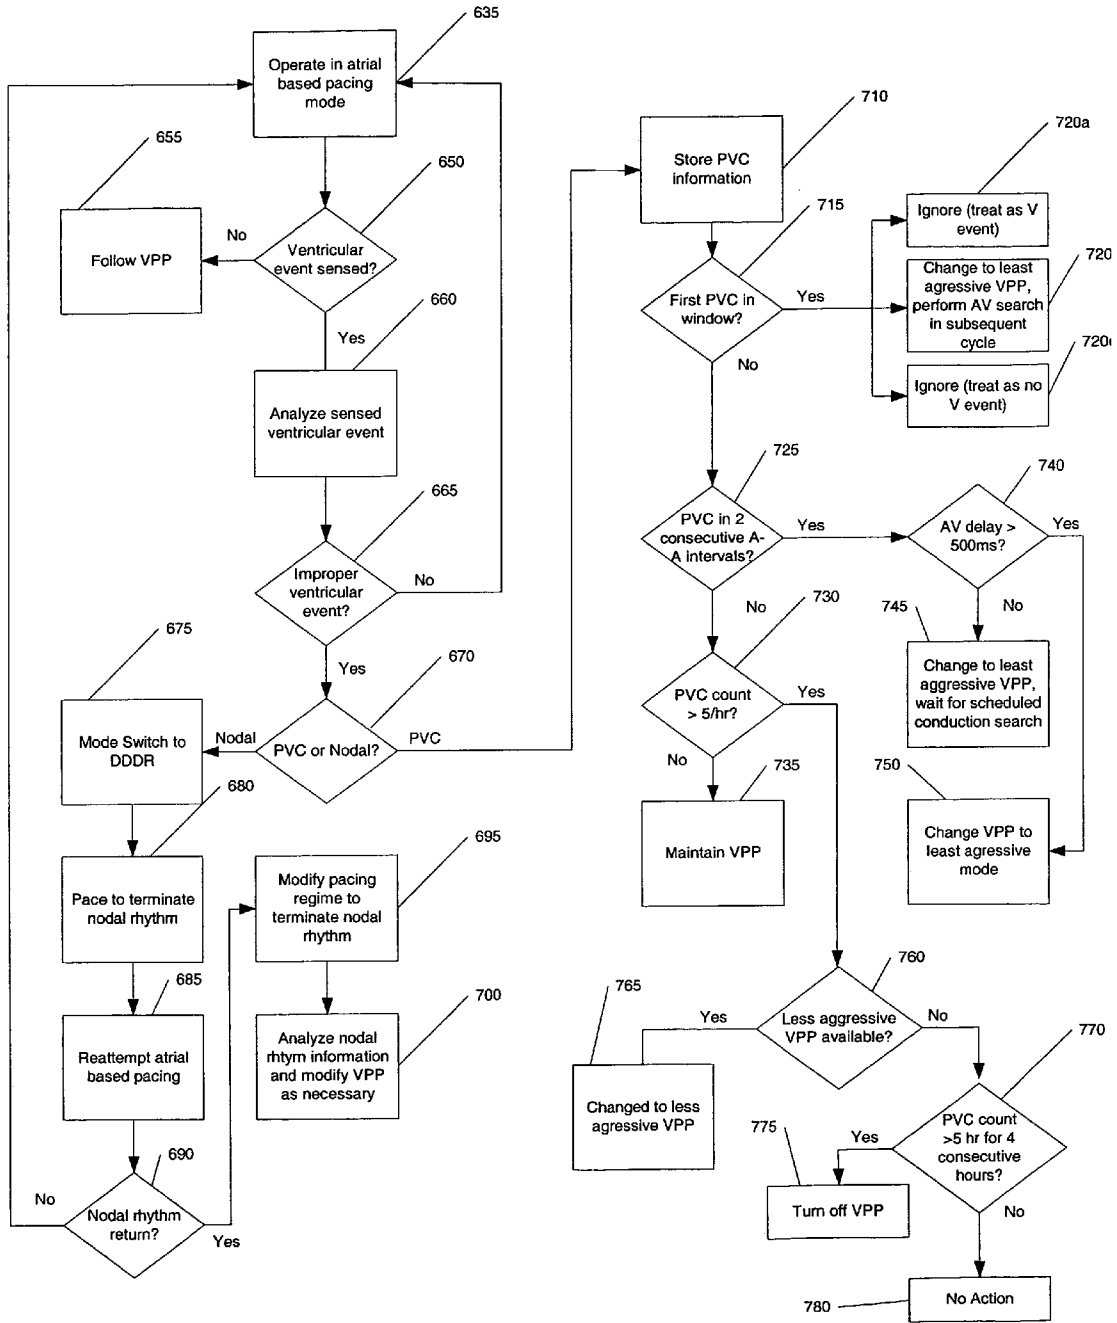 635
Operate in atrial
based pacing
mode
655
650
Follow VPP
No
Ventricular
event sensed?
660
Yes
Analyze sensed
ventricular event
665
Improper
ventricular
event?
No
675
Yes
670
Mode Switch to
DDDR
Nodal
PVC or Nodal?
PVC
680
Pace to terminate
nodal rhythm
695
Modify pacing
regime to
terminate nodal
rhythm
685
700
Reattempt atrial
based pacing
Analyze nodal
rhtym information
and modify VPP
as necessary
690
No
Nodal rhythm
return?
Yes
710
Store PVC
information
720a
715
Ignore (treat as V
event)
First PVC in
window?
Yes
720
Change to least
agressive VPP,
perform AV search
in subsequent
cycle
720
No
Ignore (treat as no
V event)
725
740
PVC in 2
consecutive A-
A intervals?
Yes
AV delay >
500ms?
Yes
No
730
745
No
PVC count
> 5/hr?
Yes
Change to least
aggressive VPP,
wait for scheduled
conduction search
No
735
750
Maintain VPP
Change VPP to
least agressive
mode
760
765
Yes
Less aggressive
VPP available?
No
770
Changed to less
agressive VPP
775
Yes
PVC count
>5 hr for 4
consecutive
hours?
Turn off VPP
No
780
No Action